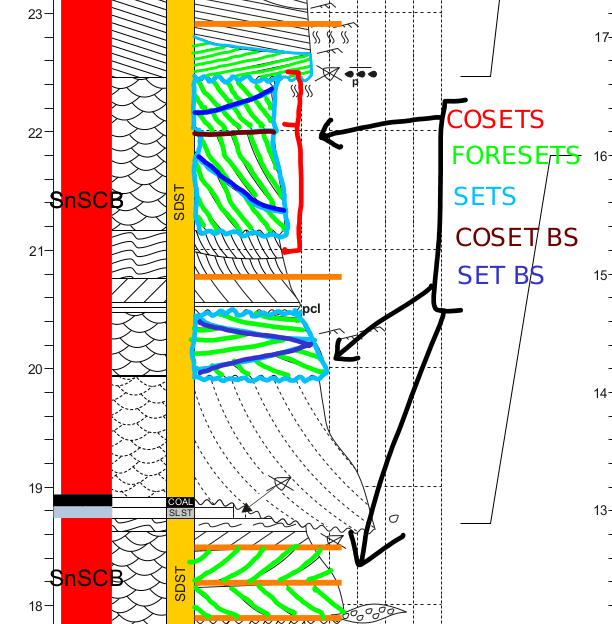 23
17
p
COSETS
22
FORESETS
16
SDST
SnSCB
SETS
COSET BS
21
SET BS
15
pcl
20
14
19
COAL
13
SLST
SnSCB
SDST
18